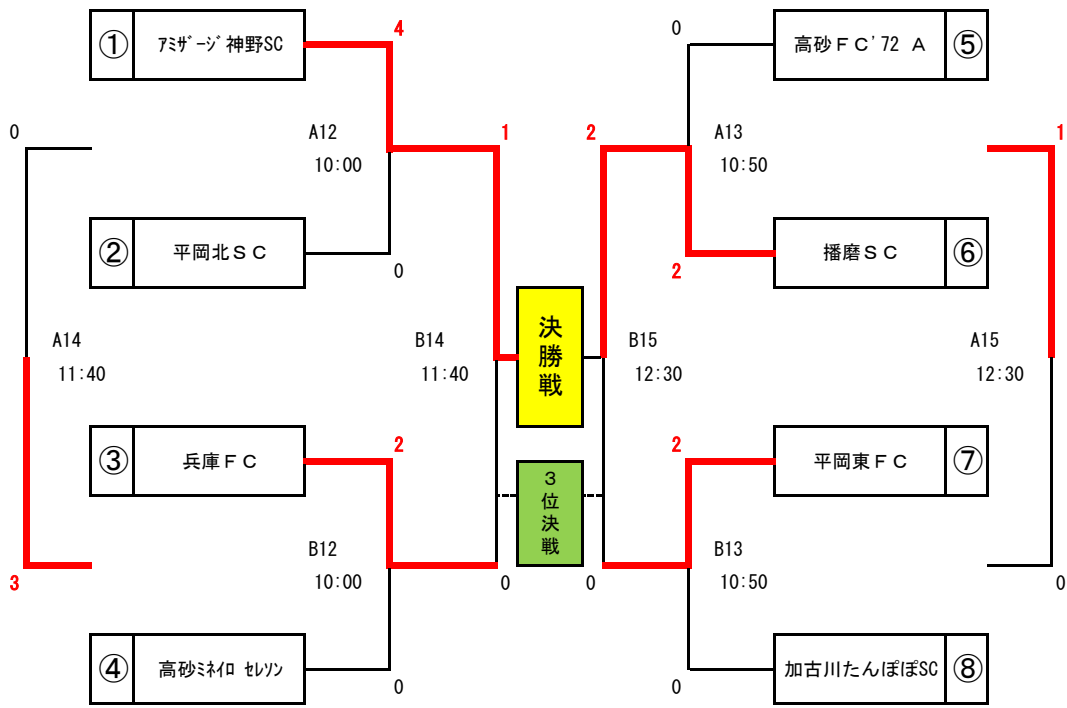 ① ｱﾐｻﾞｰｼﾞ神野SC
4
0
高砂ＦＣ'72 Ａ ⑤
0
A12
10:00
1
2
A13
10:50
1
② 平岡北ＳＣ
0
2
播磨ＳＣ ⑥
決勝戦
A14
11:40
B14
11:40
B15
12:30
A15
12:30
③ 兵庫ＦＣ
2
2
平岡東ＦＣ ⑦
３位決戦
B12
10:00
B13
10:50
3
0
0
0
④ 高砂ﾐﾈｲﾛ ｾﾚｿﾝ
0
0
加古川たんぽぽSC ⑧